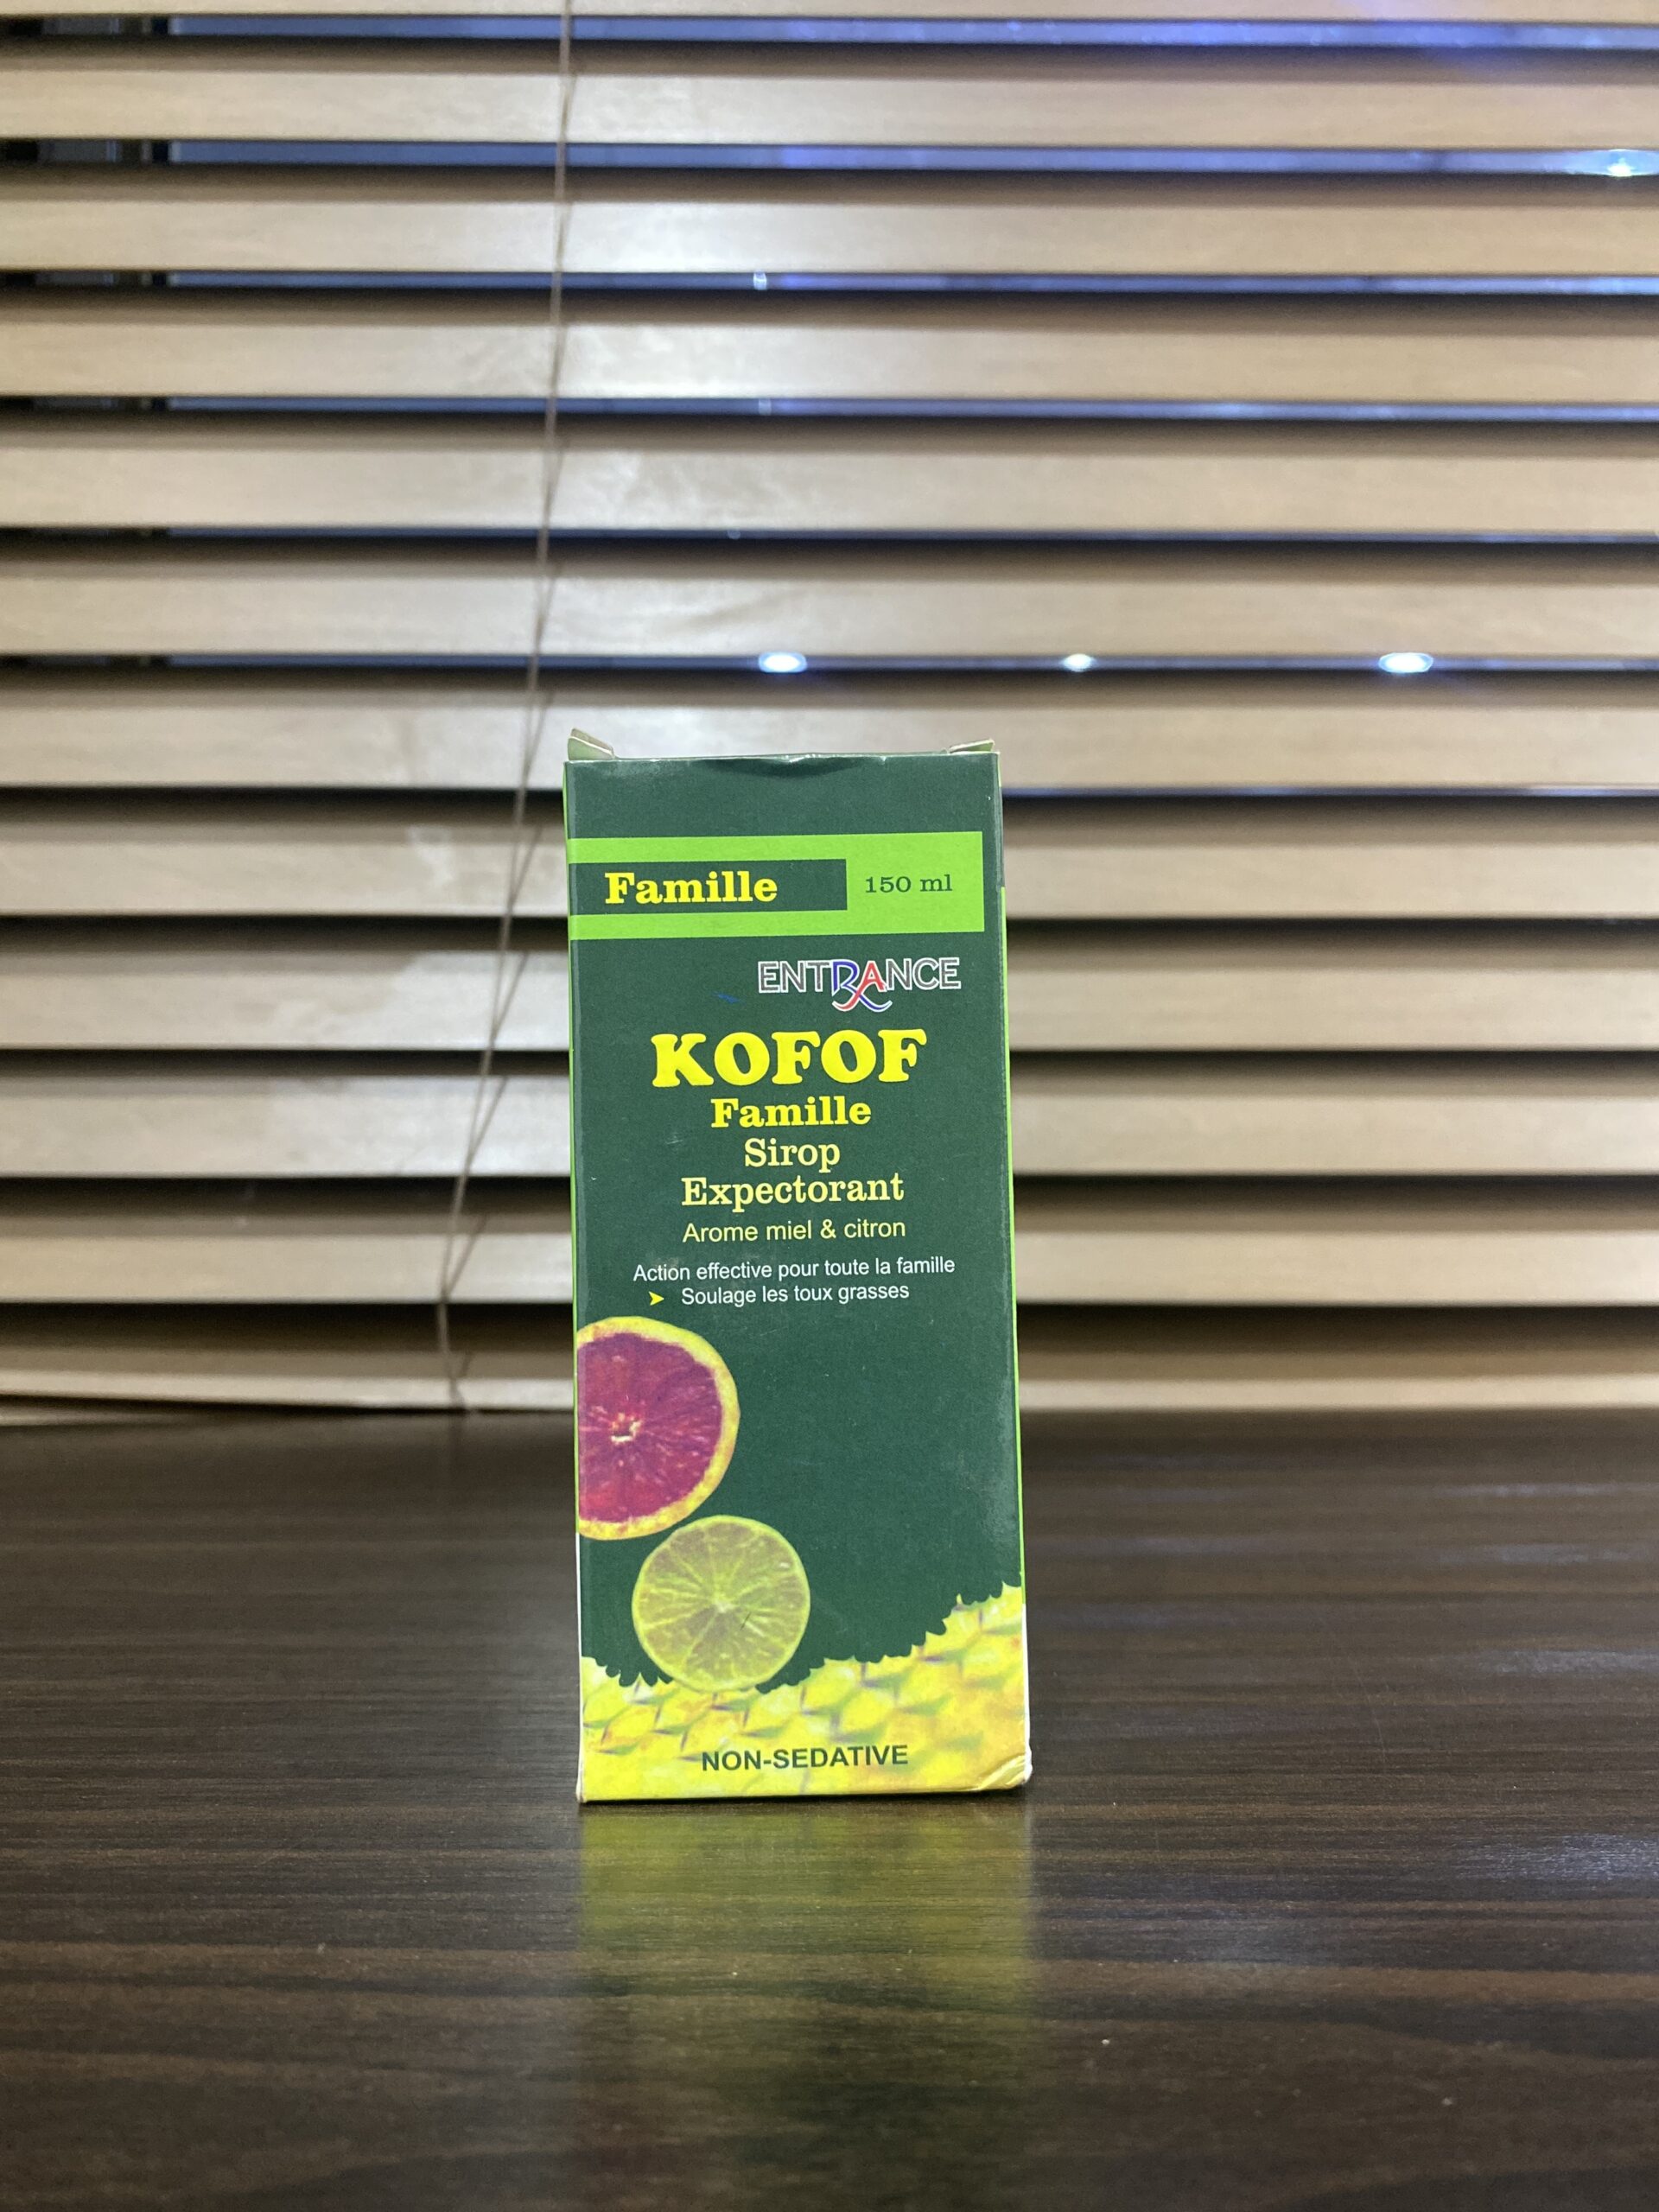 Famille
150 ml
ENTRANCE
KOFOF
Famille
Sirop
Expectorant
Arome miel & citron
Action effective pour toute la famille
➤ Soulage les toux grasses
NON-SEDATIVE